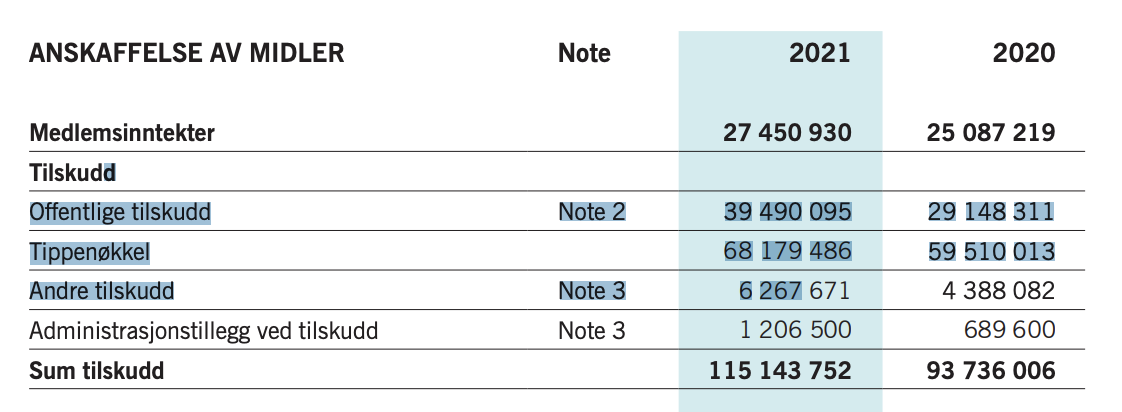 ANSKAFFELSE AV MIDLER Note 2021 2020
Medlemsinntekter 27 450 930 25 087 219
Tilskudd
Offentlige tilskudd Note 2 39 490 095 29 148 311
Tippenøkkel 68 179 486 59 510 013
Andre tilskudd Note 3 6 267 671 4 388 082
Administrasjonstillegg ved tilskudd Note 3 1 206 500 689 600
Sum tilskudd 115 143 752 93 736 006